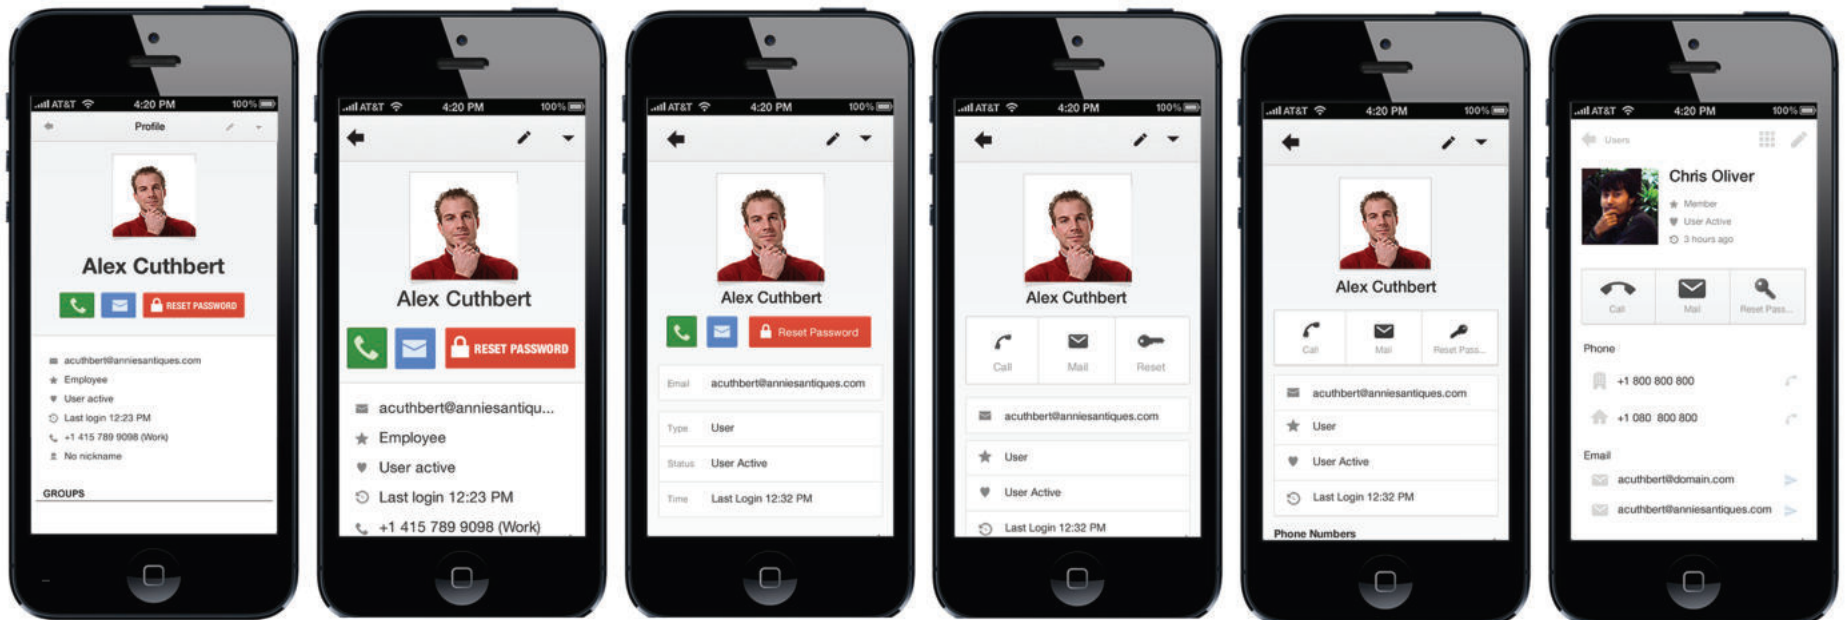 AT&T 4:20 PM 100%
Profile
Alex Cuthbert
RESET PASSWORD
acuthbert@anniesantiques.com
Employee
User active
Last login 12:23 PM
+1 415 789 9098 (Work)
No nickname
GROUPS
AT&T 4:20 PM 100%
Alex Cuthbert
RESET PASSWORD
acuthbert@anniesantiqu...
Employee
User active
Last login 12:23 PM
+1 415 789 9098 (Work)
AT&T 4:20 PM 100%
Alex Cuthbert
Reset Password
Email acuthbert@anniesantiques.com
Type User
Status User Active
Time Last Login 12:32 PM
AT&T 4:20 PM 100%
Alex Cuthbert
Call Mail Reset
acuthbert@anniesantiques.com
User
User Active
Last Login 12:32 PM
AT&T 4:20 PM 100%
Alex Cuthbert
Call Mail Reset Pass...
acuthbert@anniesantiques.com
User
User Active
Last Login 12:32 PM
Phone Numbers
AT&T 4:20 PM 100%
Users
Chris Oliver
Member
User Active
3 hours ago
Call Mail Reset Pass...
Phone
+1 800 800 800
+1 080 800 800
Email
acuthbert@domain.com
acuthbert@anniesantiques.com